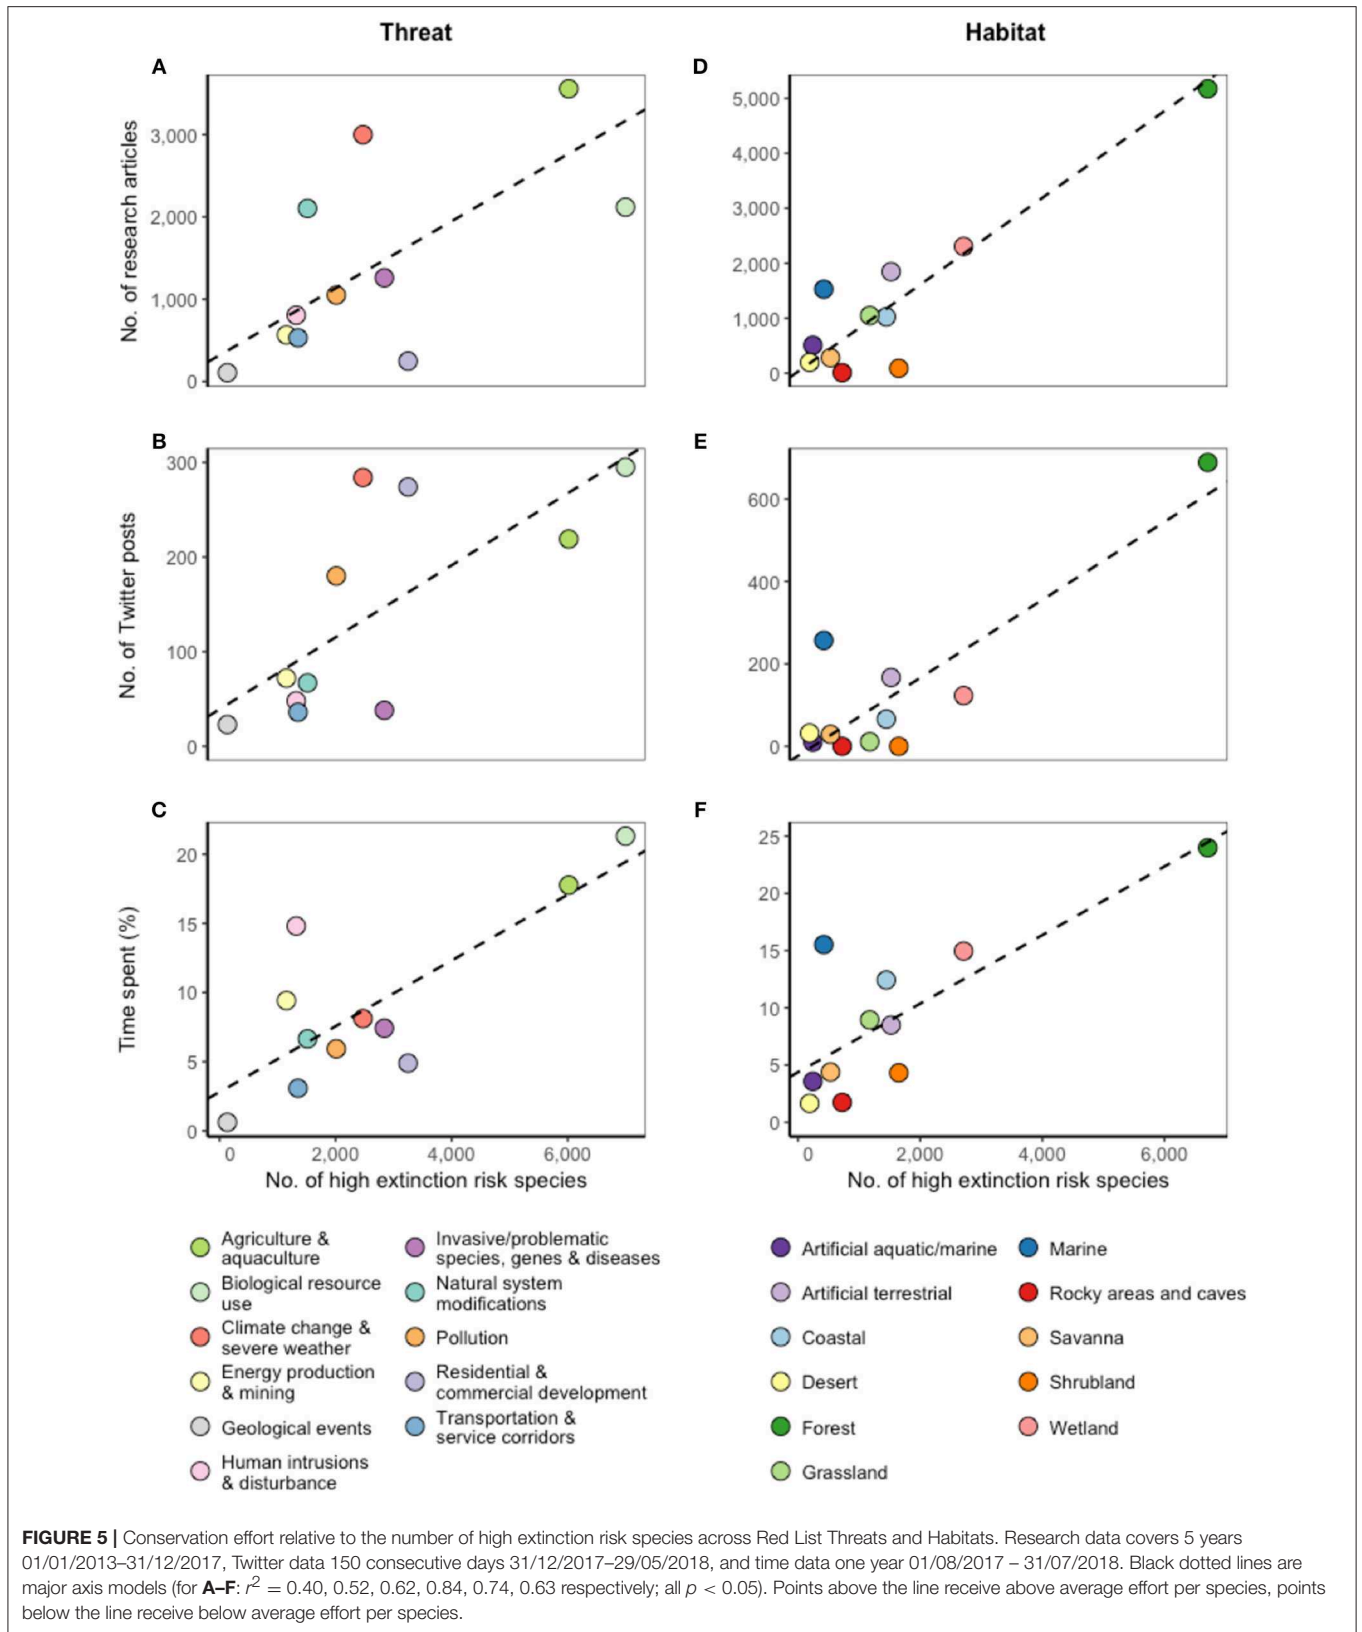 Threat
Habitat
A
No. of research articles
3,000
2,000
1,000
0
D
5,000
4,000
3,000
2,000
1,000
0
B
No. of Twitter posts
300
200
100
0
E
600
400
200
0
C
Time spent (%)
20
15
10
5
0
0 2,000 4,000 6,000
No. of high extinction risk species
F
25
20
15
10
5
0
0 2,000 4,000 6,000
No. of high extinction risk species
Agriculture &
aquaculture
Biological resource
use
Climate change &
severe weather
Energy production
& mining
Geological events
Human intrusions
& disturbance
Invasive/problematic
species, genes & diseases
Natural system
modifications
Pollution
Residential &
commercial development
Transportation &
service corridors
Artificial aquatic/marine
Artificial terrestrial
Coastal
Desert
Forest
Grassland
Marine
Rocky areas and caves
Savanna
Shrubland
Wetland
FIGURE 5 | Conservation effort relative to the number of high extinction risk species across Red List Threats and Habitats. Research data covers 5 years
01/01/2013–31/12/2017, Twitter data 150 consecutive days 31/12/2017–29/05/2018, and time data one year 01/08/2017 – 31/07/2018. Black dotted lines are
major axis models (for A–F: r² = 0.40, 0.52, 0.62, 0.84, 0.74, 0.63 respectively; all p < 0.05). Points above the line receive above average effort per species, points
below the line receive below average effort per species.